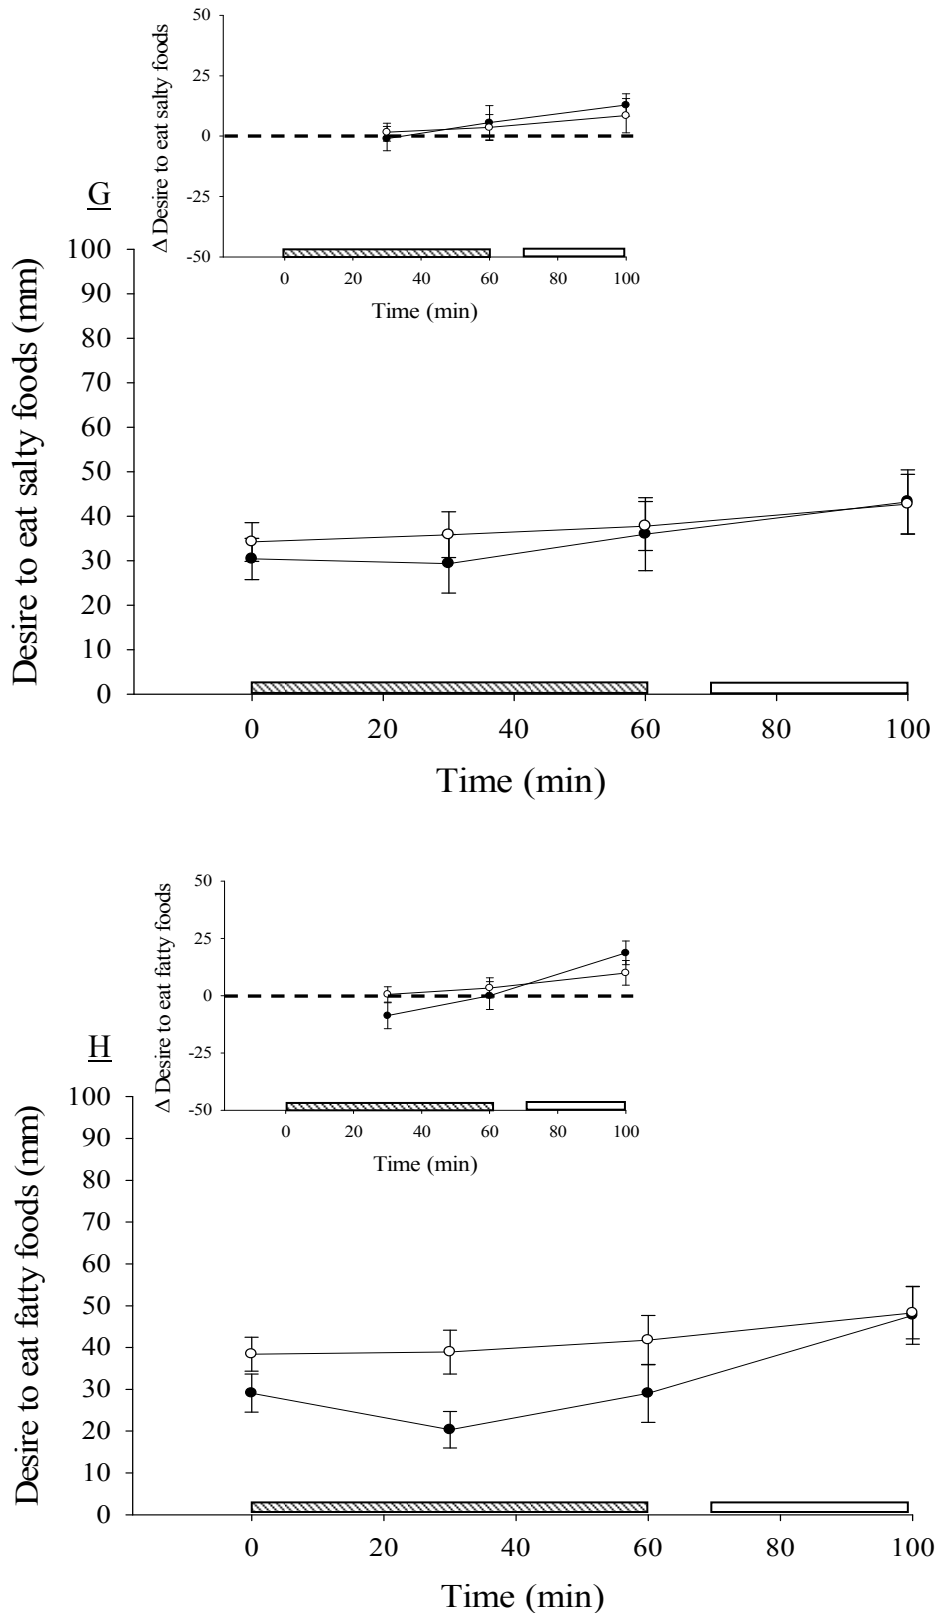 50
25
0
-25
-50
Δ Desire to eat salty foods
0 20 40 60 80 100
Time (min)
G
100
90
80
70
60
50
40
30
20
10
0
Desire to eat salty foods (mm)
0 20 40 60 80 100
Time (min)
50
25
0
-25
-50
Δ Desire to eat fatty foods
0 20 40 60 80 100
Time (min)
H
100
90
80
70
60
50
40
30
20
10
0
Desire to eat fatty foods (mm)
0 20 40 60 80 100
Time (min)